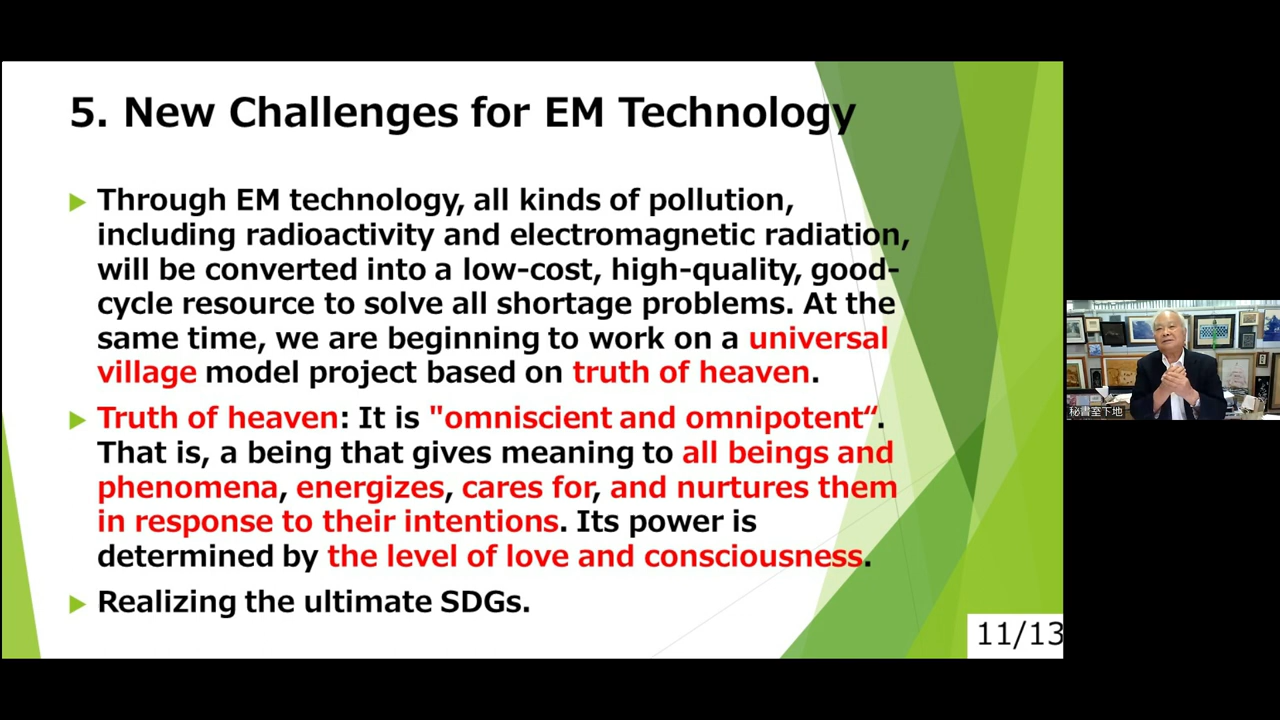 5. New Challenges for EM Technology
Through EM technology, all kinds of pollution,
including radioactivity and electromagnetic radiation,
will be converted into a low-cost, high-quality, good-
cycle resource to solve all shortage problems. At the
same time, we are beginning to work on a universal
village model project based on truth of heaven.
Truth of heaven: It is "omniscient and omnipotent“.
That is, a being that gives meaning to all beings and
phenomena, energizes, cares for, and nurtures them
in response to their intentions. Its power is
determined by the level of love and consciousness.
Realizing the ultimate SDGs.
11/13
秘書室下地